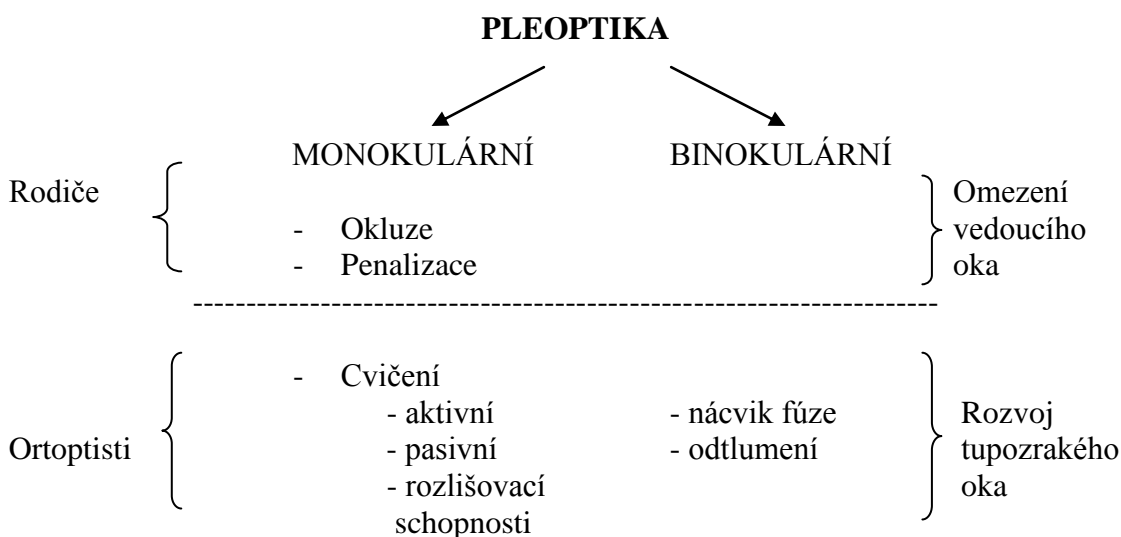 PLEOPTIKA
MONOKULÁRNÍ BINOKULÁRNÍ
Rodiče
- Okluze
- Penalizace
Omezení
vedoucího
oka
Ortoptisti
- Cvičení
- aktivní
- pasivní
- rozlišovací
schopnosti
- nácvik fúze
- odtlumení
Rozvoj
tupozrakého
oka